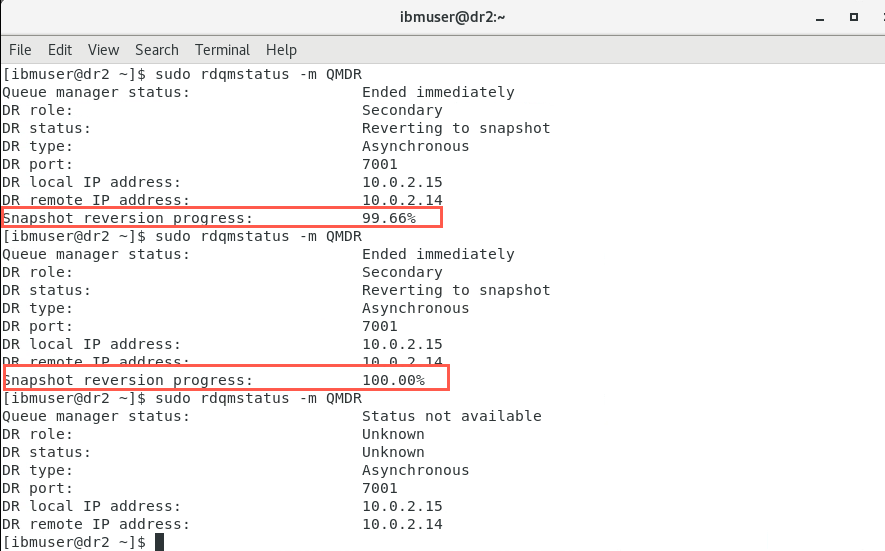 ibmuser@dr2:~
File Edit View Search Terminal Help
[ibmuser@dr2 ~]$ sudo rdqmstatus -m QMDR
Queue manager status: Ended immediately
DR role: Secondary
DR status: Reverting to snapshot
DR type: Asynchronous
DR port: 7001
DR local IP address: 10.0.2.15
DR remote IP address: 10.0.2.14
Snapshot reversion progress: 99.66%
[ibmuser@dr2 ~]$ sudo rdqmstatus -m QMDR
Queue manager status: Ended immediately
DR role: Secondary
DR status: Reverting to snapshot
DR type: Asynchronous
DR port: 7001
DR local IP address: 10.0.2.15
DR remote IP address: 10.0.2.14
Snapshot reversion progress: 100.00%
[ibmuser@dr2 ~]$ sudo rdqmstatus -m QMDR
Queue manager status: Status not available
DR role: Unknown
DR status: Unknown
DR type: Asynchronous
DR port: 7001
DR local IP address: 10.0.2.15
DR remote IP address: 10.0.2.14
[ibmuser@dr2 ~]$